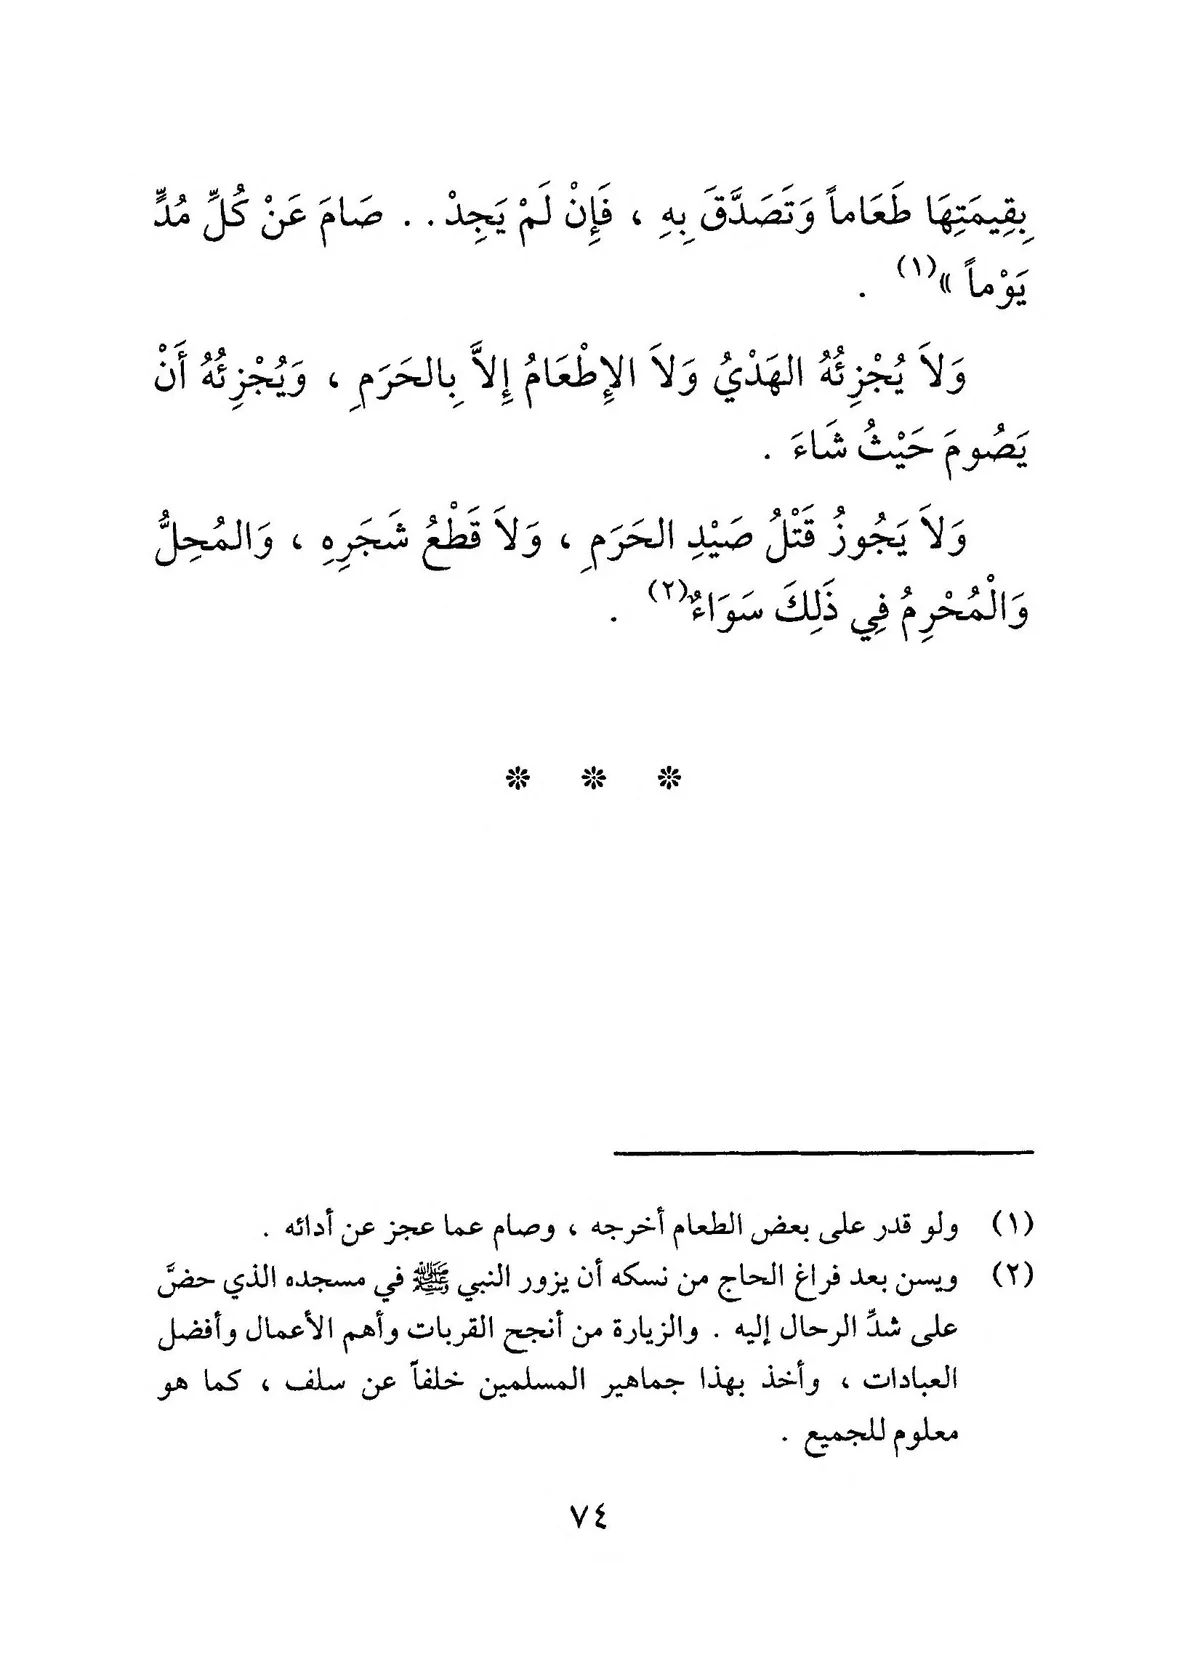 بِقِيمَتِهَا طَعَاماً وَتَصَدَّقَ بِهِ ، فَإِنْ لَمْ يَجِدْ . . صَامَ عَنْ كُلِّ مُدٍّ
يَوْماً »(١) .
وَلاَ يُجْزِئُهُ الهَدْيُ وَلاَ الإِطْعَامُ إِلاَّ بِالحَرَمِ ، وَيُجْزِئُهُ أَنْ
يَصُومَ حَيْثُ شَاءَ .
وَلاَ يَجُوزُ قَتْلُ صَيْدِ الحَرَمِ ، وَلاَ قَطْعُ شَجَرِهِ ، وَالمُحِلُّ
وَالْمُحْرِمُ فِي ذَلِكَ سَوَاءٌ(٢) .
* * *
(١) ولو قدر على بعض الطعام أخرجه ، وصام عما عجز عن أدائه .
(٢) ويسن بعد فراغ الحاج من نسكه أن يزور النبي ﷺ في مسجده الذي حضَّ
على شدِّ الرحال إليه . والزيارة من أنجح القربات وأهم الأعمال وأفضل
العبادات ، وأخذ بهذا جماهير المسلمين خلفاً عن سلف ، كما هو
معلوم للجميع .
٧٤